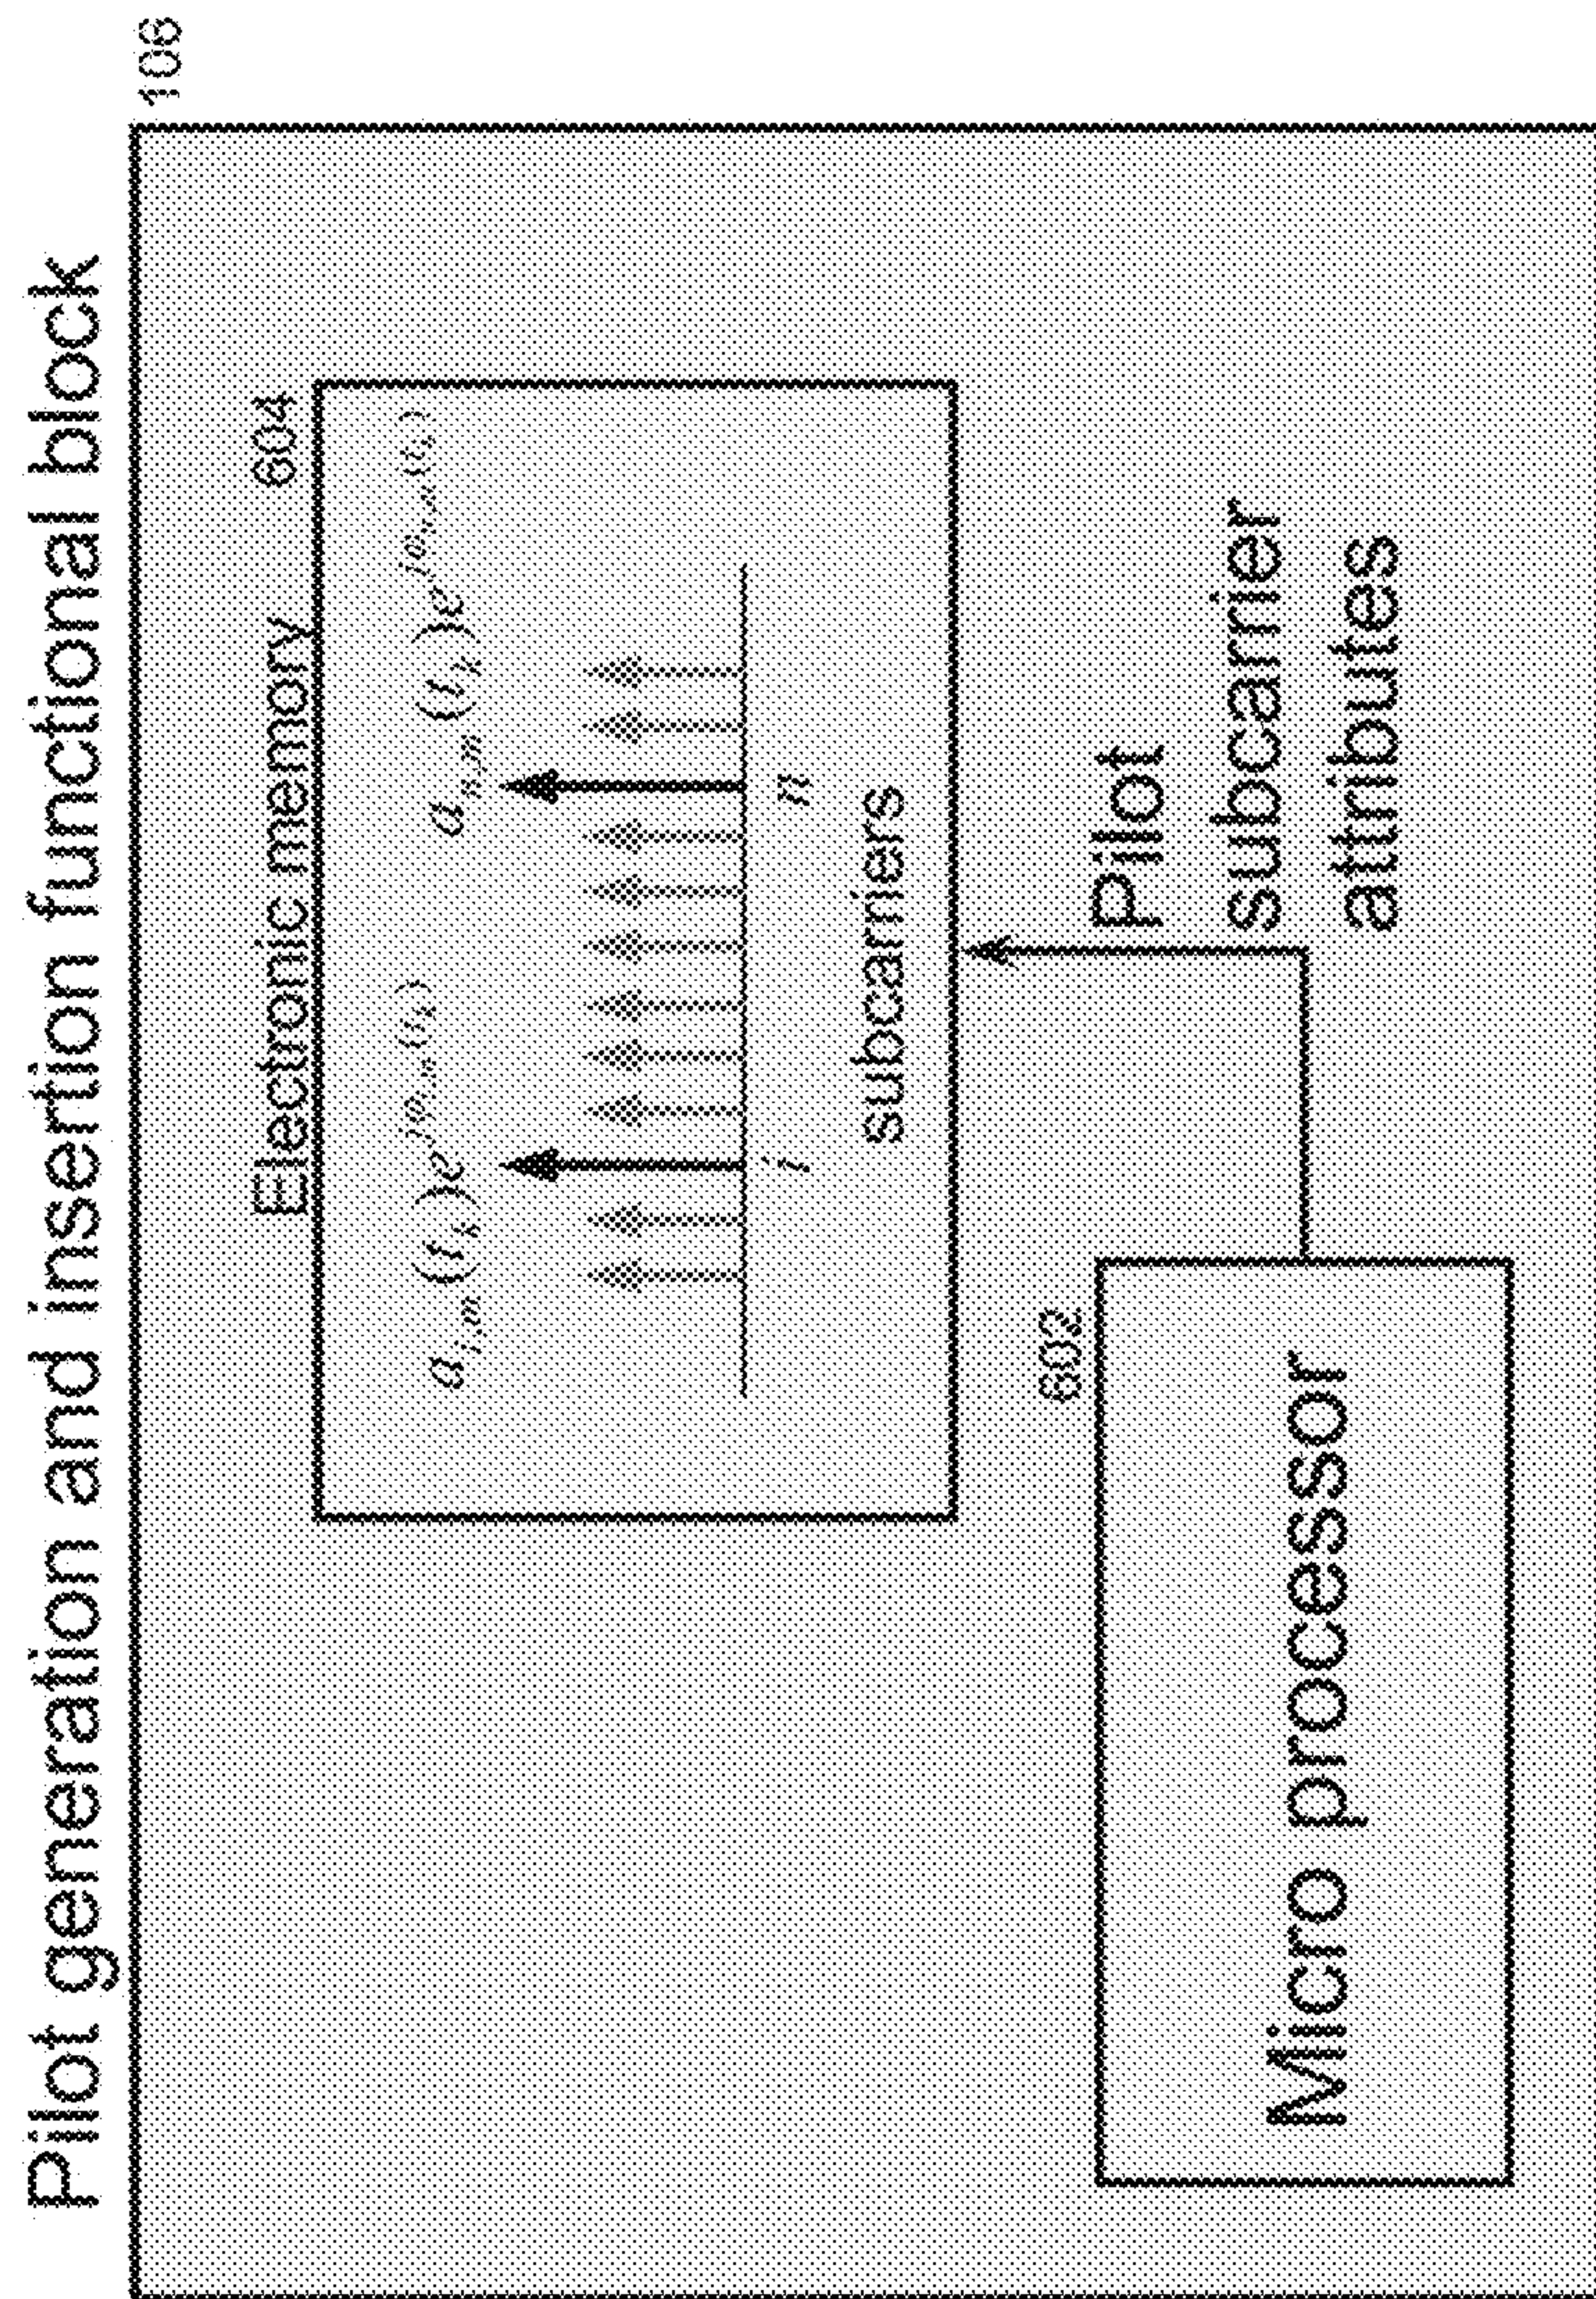 Pilot generation and insertion functional block
106
Electronic memory
604
a_{i,m}(t_k)e^{jφ_{i,m}(t_k)}
a_{n,m}(t_k)e^{jφ_{n,m}(t_k)}
i
n
subcarriers
602
Pilot
subcarrier
attributes
Micro processor